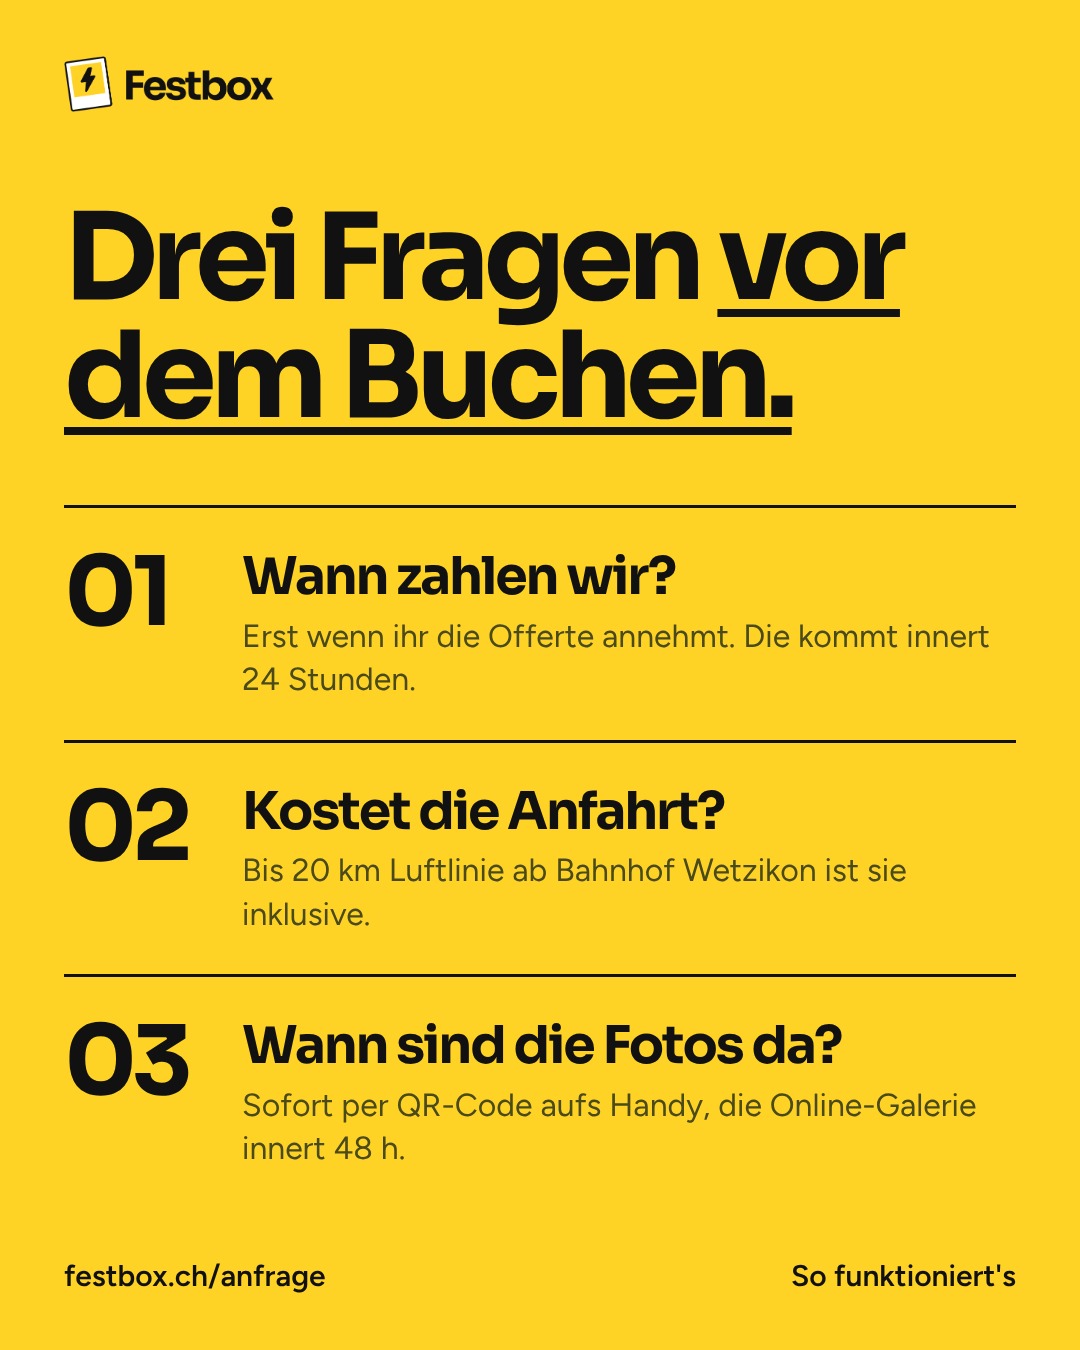 Festbox
Drei Fragen vor
dem Buchen.
01
Wann zahlen wir?
Erst wenn ihr die Offerte annehmt. Die kommt innert
24 Stunden.
02
Kostet die Anfahrt?
Bis 20 km Luftlinie ab Bahnhof Wetzikon ist sie
inklusive.
03
Wann sind die Fotos da?
Sofort per QR-Code aufs Handy, die Online-Galerie
innert 48 h.
festbox.ch/anfrage
So funktioniert's